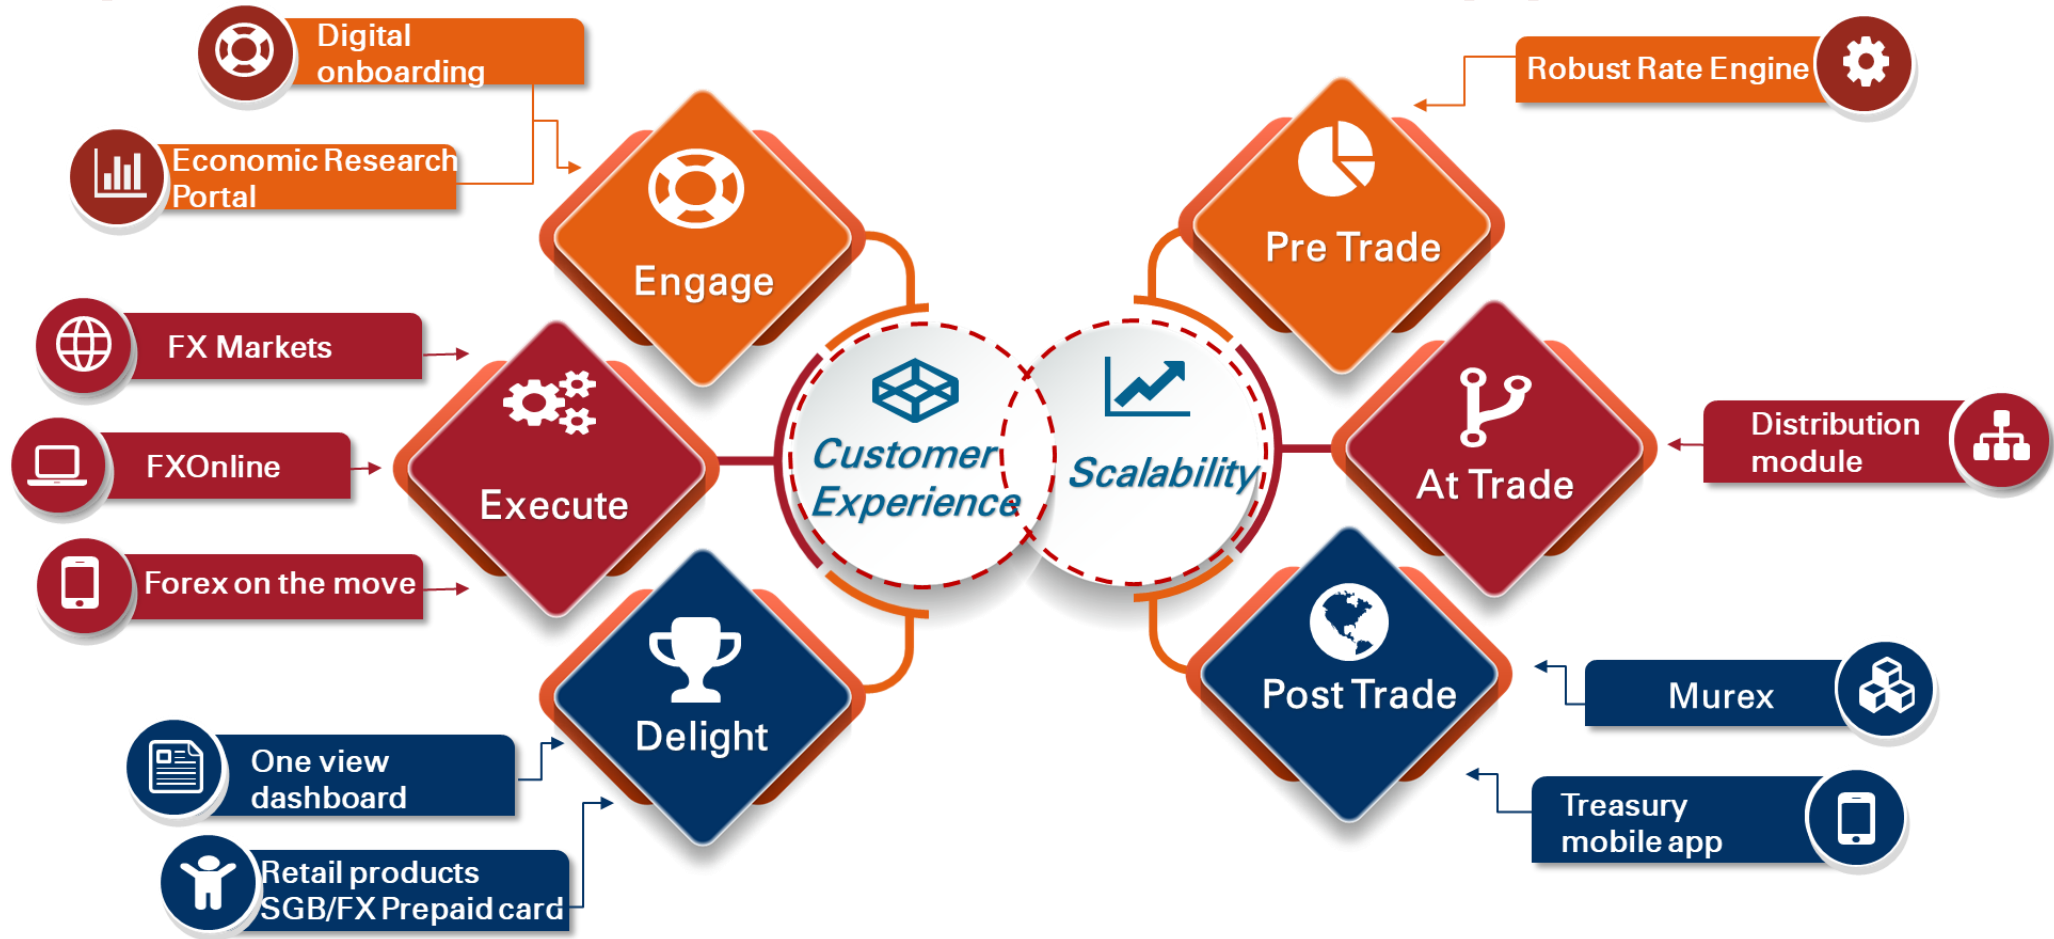 Digital
onboarding
Economic Research
Portal
Engage
FX Markets
FXOnline
Forex on the move
Execute
One view
dashboard
Retail products
SGB/FX Prepaid card
Delight
Customer
Experience
Scalability
Robust Rate Engine
Pre Trade
Distribution
module
At Trade
Murex
Treasury
mobile app
Post Trade